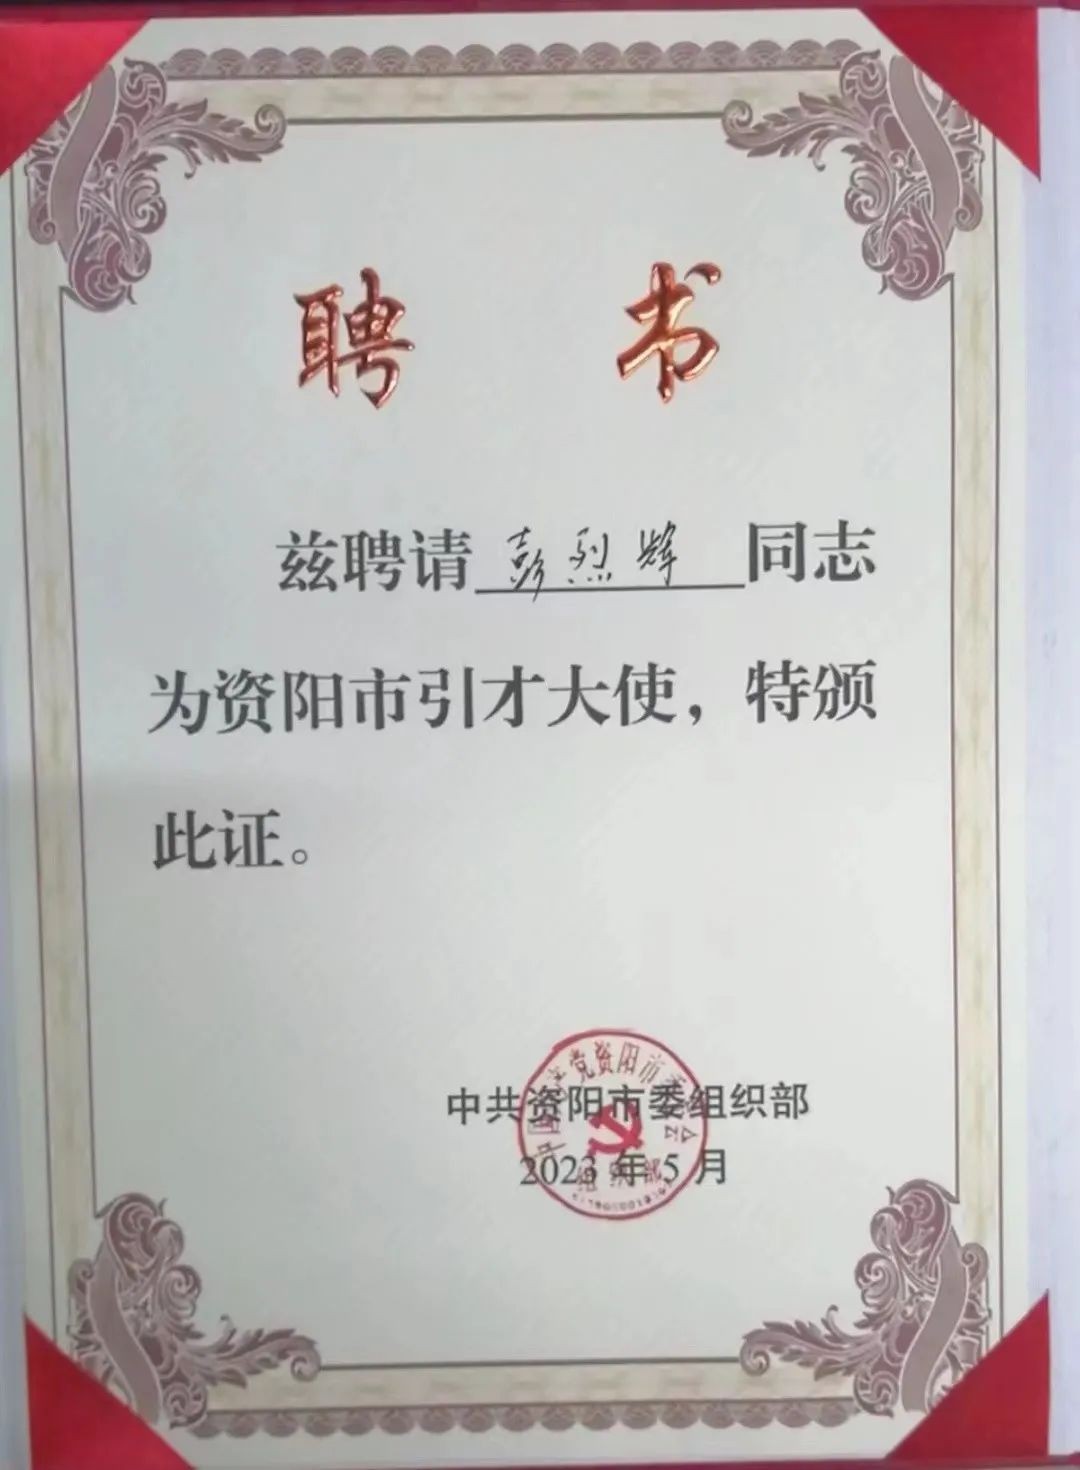 聘书
兹聘请彭烈辉同志
为资阳市引才大使，特颁
此证。
中共资阳市委组织部
2023年5月